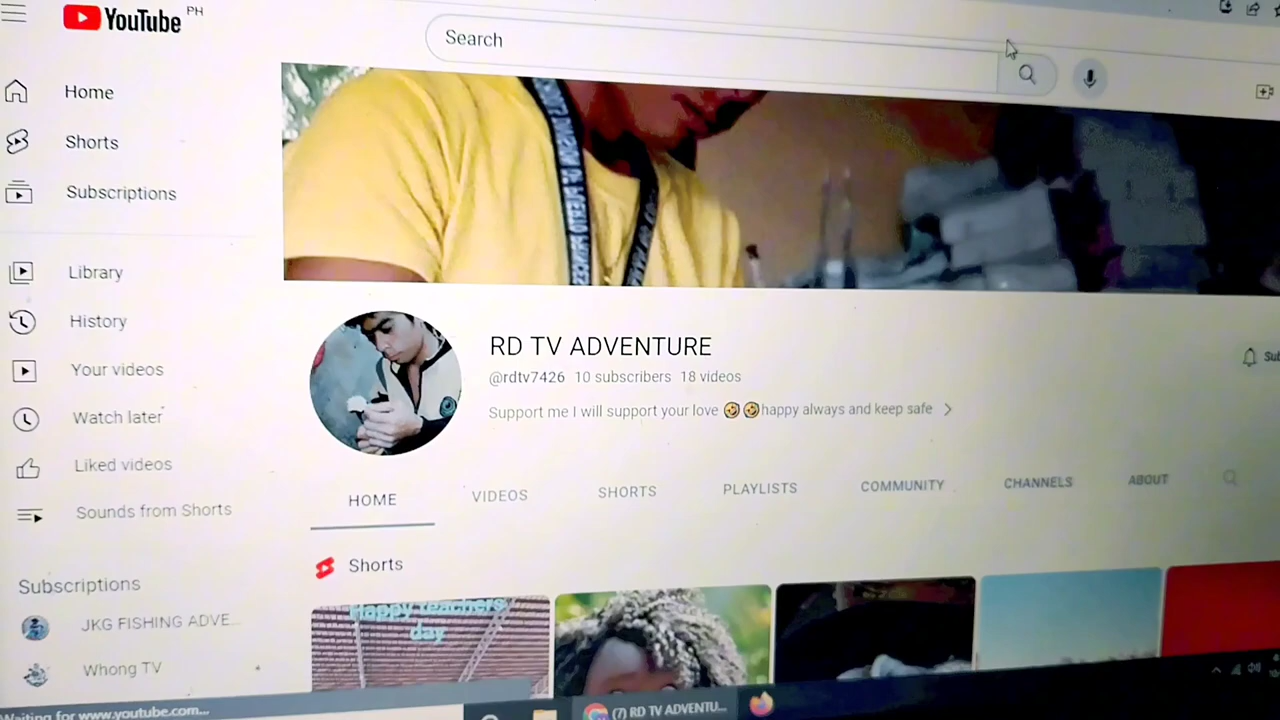 YouTube PH
Search
Home
Shorts
Subscriptions
Library
History
Your videos
Watch later
Liked videos
Sounds from Shorts
Subscriptions
JKG FISHING ADVE...
Whong TV
RD TV ADVENTURE
@rdtv7426 10 subscribers 18 videos
Support me I will support your love 🤣🤣happy always and keep safe
HOME VIDEOS SHORTS PLAYLISTS COMMUNITY CHANNELS ABOUT
Shorts
Happy Teachers
day
Waiting for www.youtube.com...
(7) RD TV ADVENTU...